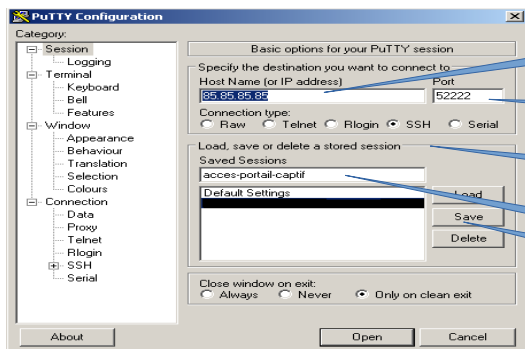 PuTTY Configuration
Category:
Session
Logging
Terminal
Keyboard
Bell
Features
Window
Appearance
Behaviour
Translation
Selection
Colours
Connection
Data
Proxy
Telnet
Rlogin
SSH
Serial
Basic options for your PuTTY session
Specify the destination you want to connect to
Host Name (or IP address) Port
85.85.85.85 52222
Connection type:
Raw Telnet Rlogin SSH Serial
Load, save or delete a stored session
Saved Sessions
acces-portail-captif
Default Settings
Load
Save
Delete
Close window on exit:
Always Never Only on clean exit
About Open Cancel